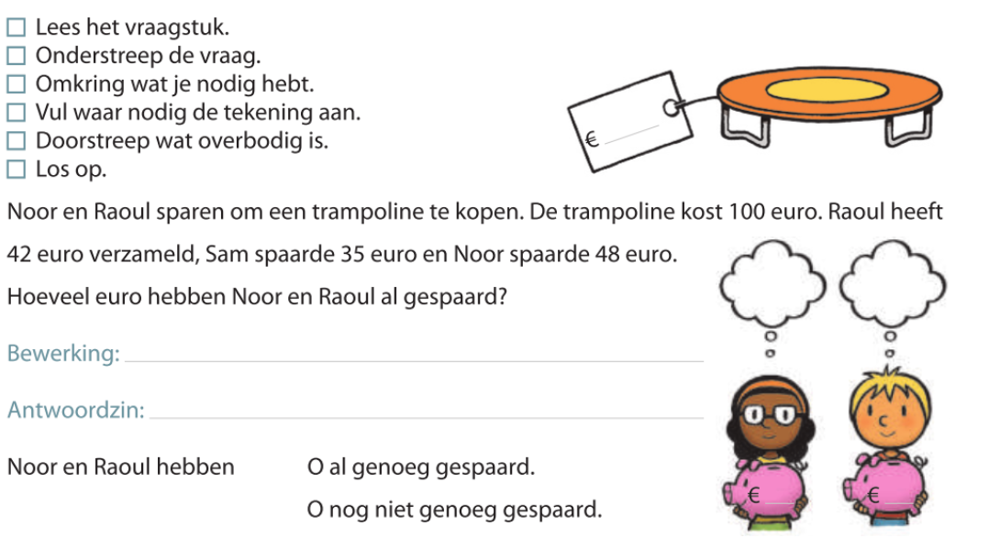 Lees het vraagstuk.
Onderstreep de vraag.
Omkring wat je nodig hebt.
Vul waar nodig de tekening aan.
Doorstreep wat overbodig is.
Los op.
€
Noor en Raoul sparen om een trampoline te kopen. De trampoline kost 100 euro. Raoul heeft
42 euro verzameld, Sam spaarde 35 euro en Noor spaarde 48 euro.
Hoeveel euro hebben Noor en Raoul al gespaard?
Bewerking:
Antwoordzin:
Noor en Raoul hebben O al genoeg gespaard.
O nog niet genoeg gespaard.
€ €